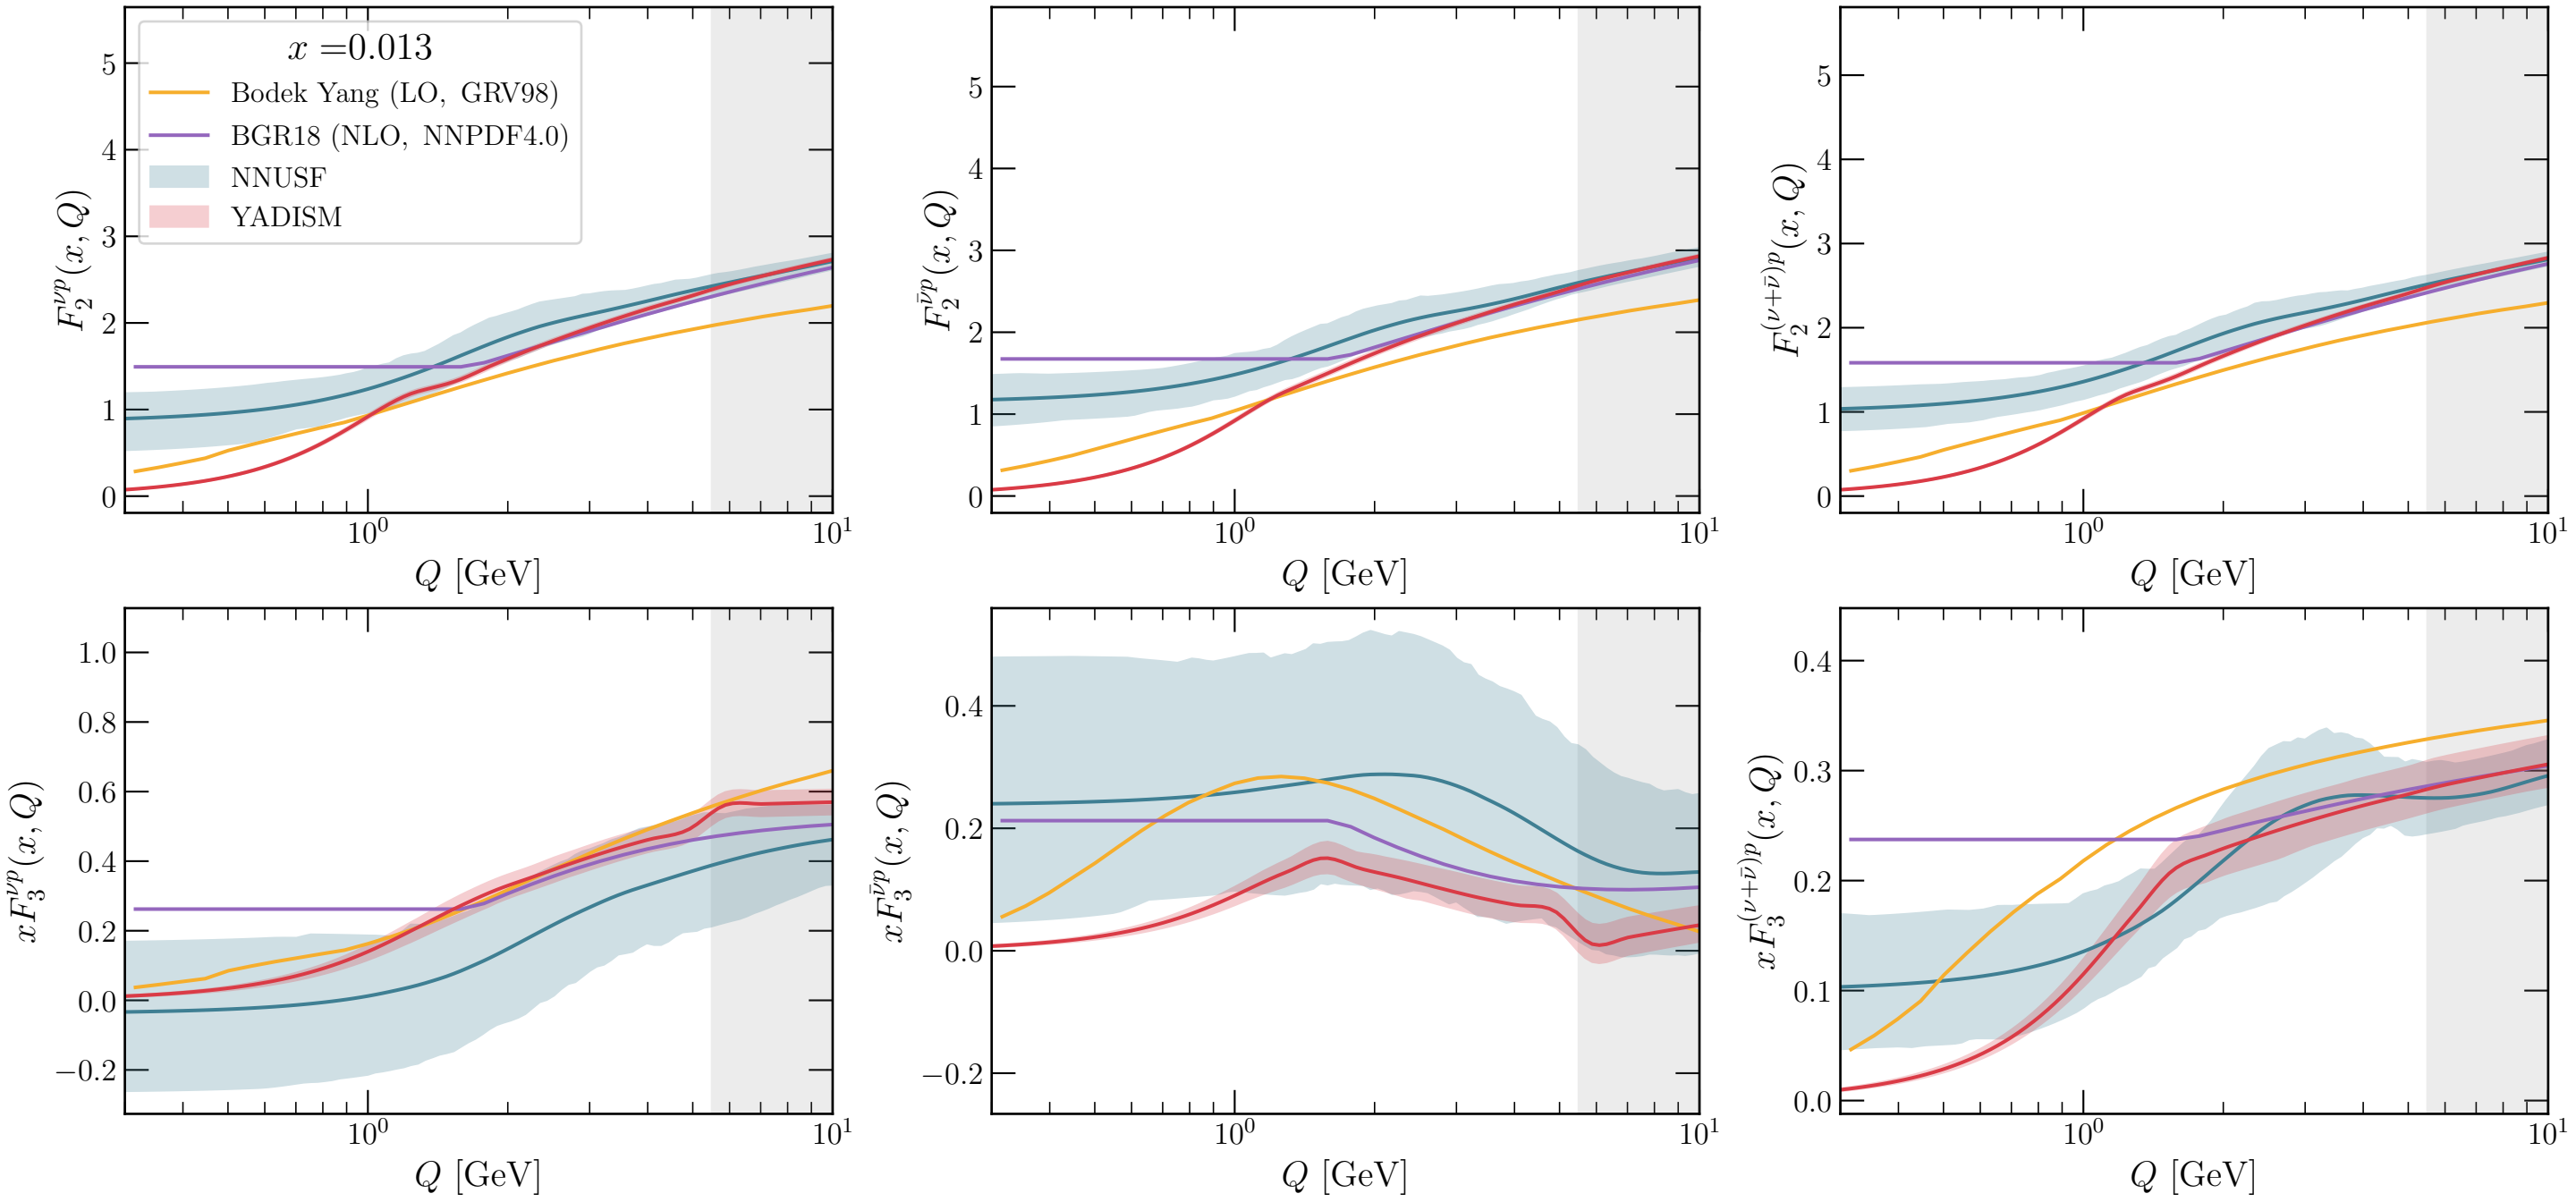 x =0.013
Bodek Yang (LO, GRV98)
BGR18 (NLO, NNPDF4.0)
NNUSF
YADISM
F_2^{νp}(x, Q)
5
4
3
2
1
0
10^0
10^1
Q [GeV]
F_2^{ν̄p}(x, Q)
5
4
3
2
1
0
10^0
10^1
Q [GeV]
F_2^{(ν+ν̄)p}(x, Q)
5
4
3
2
1
0
10^0
10^1
Q [GeV]
xF_3^{νp}(x, Q)
1.0
0.8
0.6
0.4
0.2
0.0
−0.2
10^0
10^1
Q [GeV]
xF_3^{ν̄p}(x, Q)
0.4
0.2
0.0
−0.2
10^0
10^1
Q [GeV]
xF_3^{(ν+ν̄)p}(x, Q)
0.4
0.3
0.2
0.1
0.0
10^0
10^1
Q [GeV]